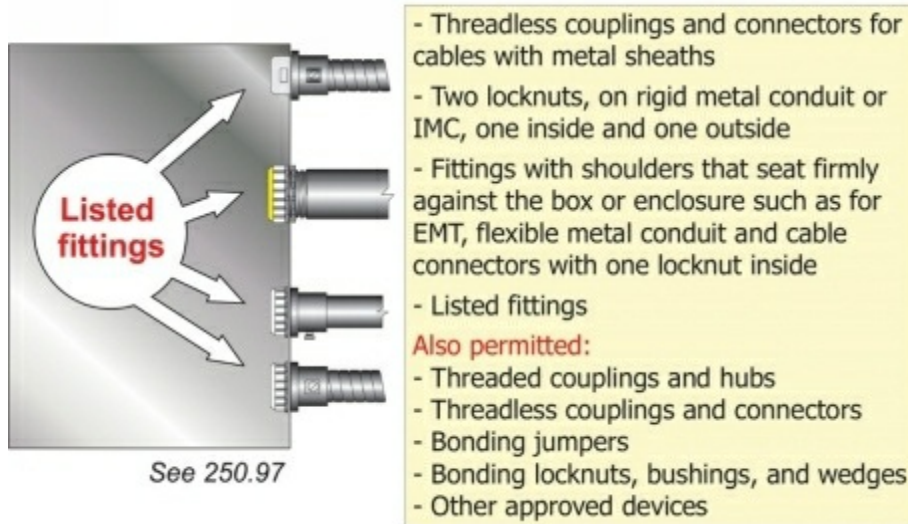 Listed
fittings
See 250.97
- Threadless couplings and connectors for
cables with metal sheaths
- Two locknuts, on rigid metal conduit or
IMC, one inside and one outside
- Fittings with shoulders that seat firmly
against the box or enclosure such as for
EMT, flexible metal conduit and cable
connectors with one locknut inside
- Listed fittings
Also permitted:
- Threaded couplings and hubs
- Threadless couplings and connectors
- Bonding jumpers
- Bonding locknuts, bushings, and wedges
- Other approved devices